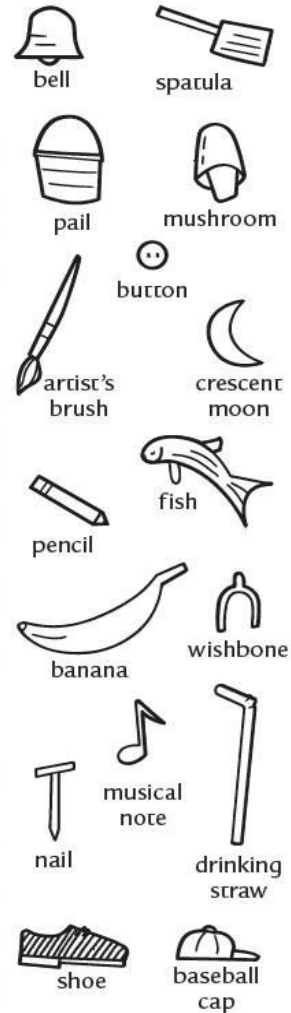 bell
spatula
pail
mushroom
button
artist's
brush
crescent
moon
fish
pencil
wishbone
banana
musical
note
nail
drinking
straw
shoe
baseball
cap